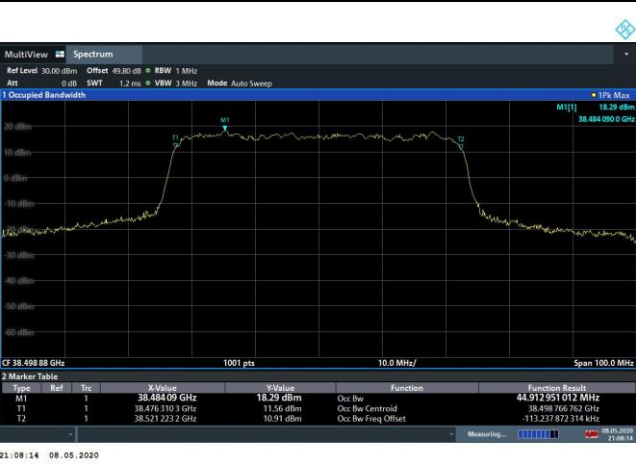 MultiView Spectrum
Ref Level 30.00 dBm Offset 49.80 dB RBW 1 MHz
Att 0 dB SWT 1.2 ms VBW 3 MHz Mode Auto Sweep
1 Occupied Bandwidth 1Pk Max
M1[1] 18.29 dBm
38.484 090 0 GHz
M1
20 dBm
T1 T2
10 dBm
0 dBm
-10 dBm
-20 dBm
-30 dBm
-40 dBm
-50 dBm
-60 dBm
CF 38.498 88 GHz 1001 pts 10.0 MHz/ Span 100.0 MHz
2 Marker Table
Type Ref Trc X-Value Y-Value Function Function Result
M1 1 38.484 09 GHz 18.29 dBm Occ Bw 44.912 951 012 MHz
T1 1 38.476 310 3 GHz 11.56 dBm Occ Bw Centroid 38.498 766 762 GHz
T2 1 38.521 223 2 GHz 10.91 dBm Occ Bw Freq Offset -113.237 872 314 kHz
Measuring... 08.05.2020
21:08:14
21:08:14 08.05.2020